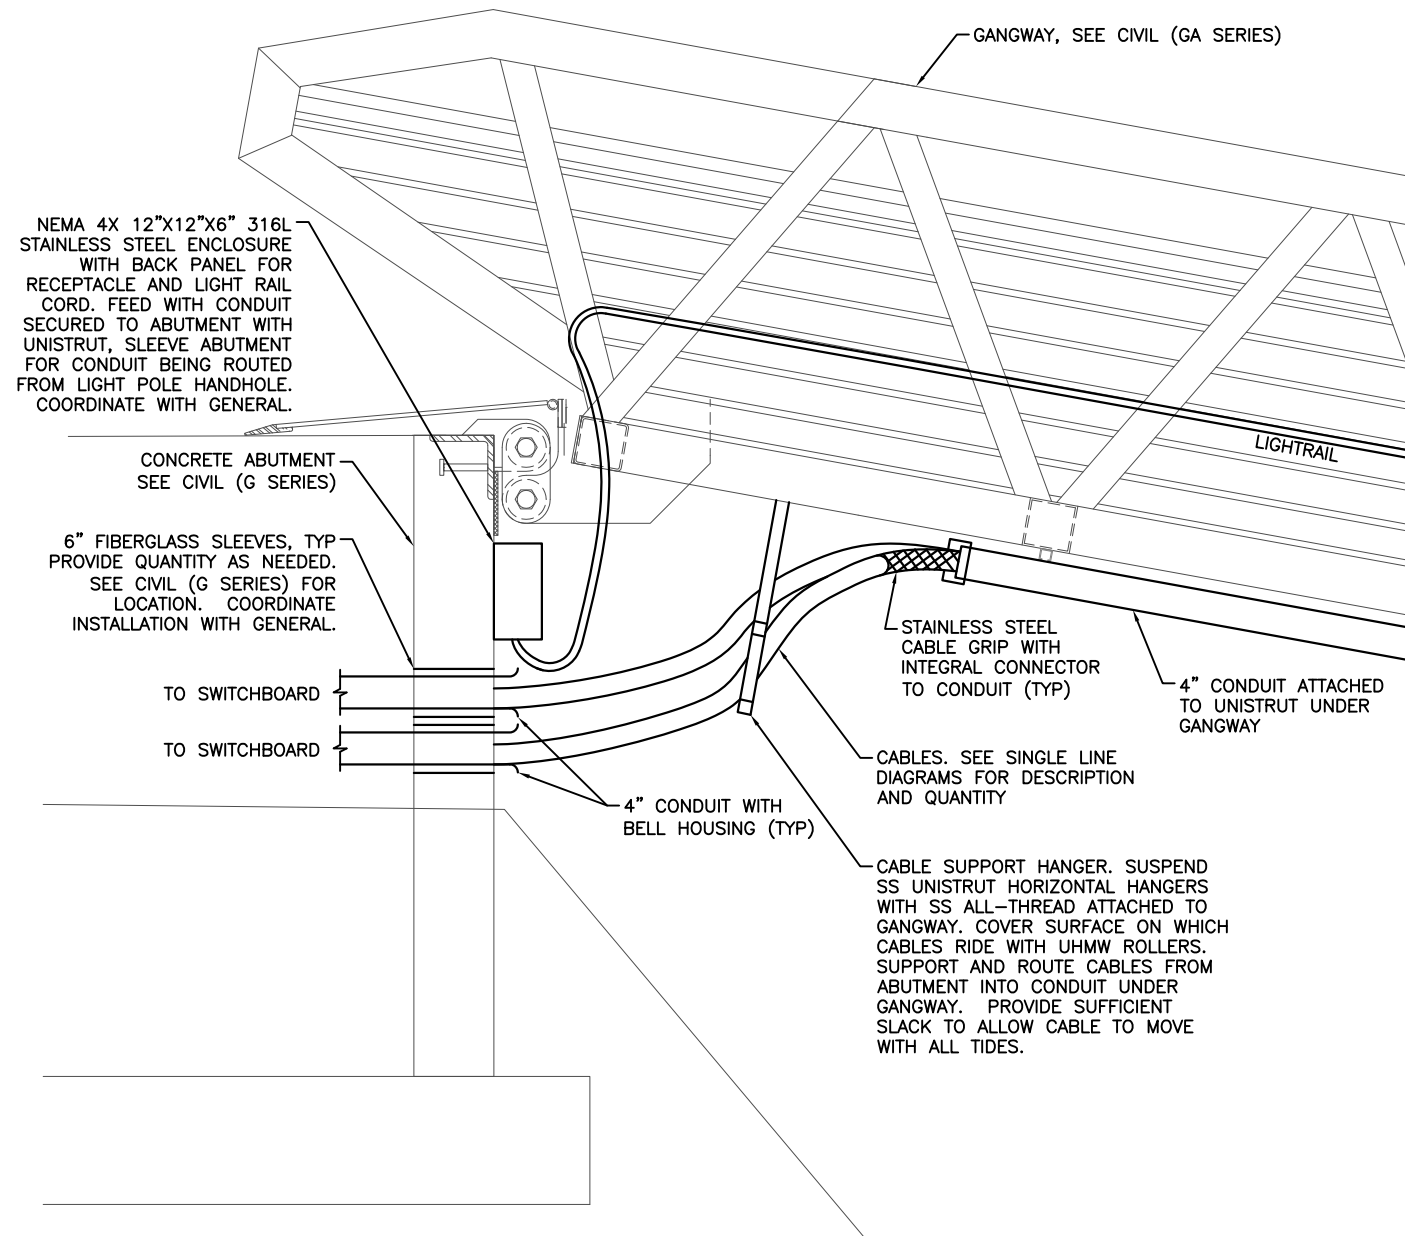 GANGWAY, SEE CIVIL (GA SERIES)
NEMA 4X 12”X12”X6” 316L
STAINLESS STEEL ENCLOSURE
WITH BACK PANEL FOR
RECEPTACLE AND LIGHT RAIL
CORD. FEED WITH CONDUIT
SECURED TO ABUTMENT WITH
UNISTRUT, SLEEVE ABUTMENT
FOR CONDUIT BEING ROUTED
FROM LIGHT POLE HANDHOLE.
COORDINATE WITH GENERAL.
LIGHTRAIL
CONCRETE ABUTMENT
SEE CIVIL (G SERIES)
6” FIBERGLASS SLEEVES, TYP
PROVIDE QUANTITY AS NEEDED.
SEE CIVIL (G SERIES) FOR
LOCATION. COORDINATE
INSTALLATION WITH GENERAL.
TO SWITCHBOARD
TO SWITCHBOARD
STAINLESS STEEL
CABLE GRIP WITH
INTEGRAL CONNECTOR
TO CONDUIT (TYP)
4” CONDUIT ATTACHED
TO UNISTRUT UNDER
GANGWAY
CABLES. SEE SINGLE LINE
DIAGRAMS FOR DESCRIPTION
AND QUANTITY
4” CONDUIT WITH
BELL HOUSING (TYP)
CABLE SUPPORT HANGER. SUSPEND
SS UNISTRUT HORIZONTAL HANGERS
WITH SS ALL-THREAD ATTACHED TO
GANGWAY. COVER SURFACE ON WHICH
CABLES RIDE WITH UHMW ROLLERS.
SUPPORT AND ROUTE CABLES FROM
ABUTMENT INTO CONDUIT UNDER
GANGWAY. PROVIDE SUFFICIENT
SLACK TO ALLOW CABLE TO MOVE
WITH ALL TIDES.